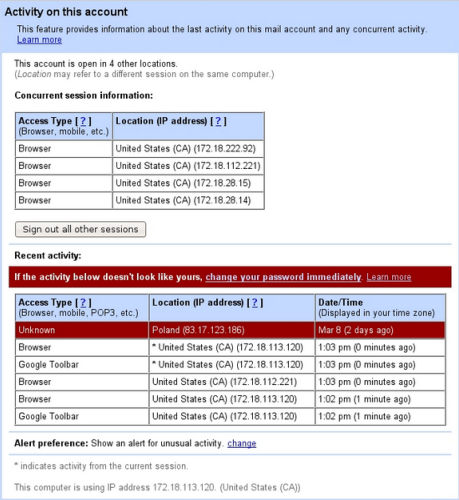 Activity on this account
This feature provides information about the last activity on this mail account and any concurrent activity.
Learn more
This account is open in 4 other locations.
(Location may refer to a different session on the same computer.)
Concurrent session information:
Access Type [ ? ] Location (IP address) [ ? ]
(Browser, mobile, etc.)
Browser United States (CA) (172.18.222.92)
Browser United States (CA) (172.18.112.221)
Browser United States (CA) (172.18.28.15)
Browser United States (CA) (172.18.28.14)
Sign out all other sessions
Recent activity:
If the activity below doesn't look like yours, change your password immediately. Learn more
Access Type [ ? ] Location (IP address) [ ? ] Date/Time
(Browser, mobile, POP3, etc.) (Displayed in your time zone)
Unknown Poland (83.17.123.186) Mar 8 (2 days ago)
Browser * United States (CA) (172.18.113.120) 1:03 pm (0 minutes ago)
Google Toolbar * United States (CA) (172.18.113.120) 1:03 pm (0 minutes ago)
Browser United States (CA) (172.18.112.221) 1:03 pm (0 minutes ago)
Browser United States (CA) (172.18.113.120) 1:02 pm (1 minute ago)
Google Toolbar United States (CA) (172.18.113.120) 1:02 pm (1 minute ago)
Alert preference: Show an alert for unusual activity. change
* indicates activity from the current session.
This computer is using IP address 172.18.113.120. (United States (CA))